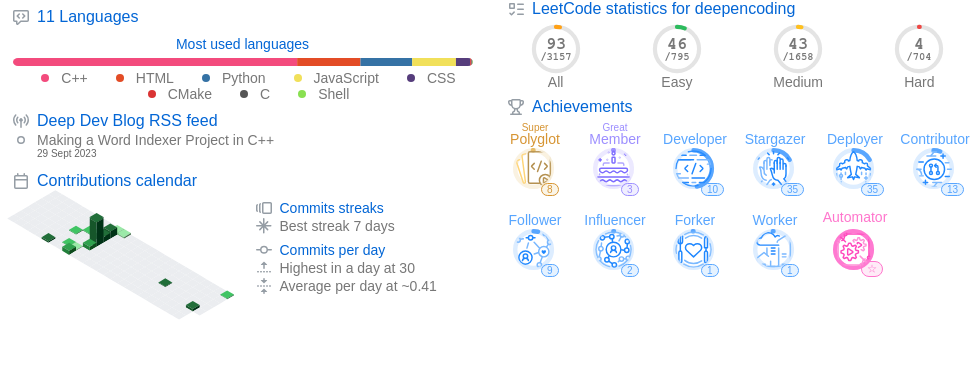 11 Languages
Most used languages
C++ HTML Python JavaScript CSS
CMake C Shell
Deep Dev Blog RSS feed
Making a Word Indexer Project in C++
29 Sept 2023
Contributions calendar
Commits streaks
Best streak 7 days
Commits per day
Highest in a day at 30
Average per day at ~0.41
LeetCode statistics for deepencoding
93 46 43 4
/3157 /795 /1658 /704
All Easy Medium Hard
Achievements
Super Great
Polyglot Member Developer Stargazer Deployer Contributor
8 3 10 35 35 13
Follower Influencer Forker Worker Automator
9 2 1 1